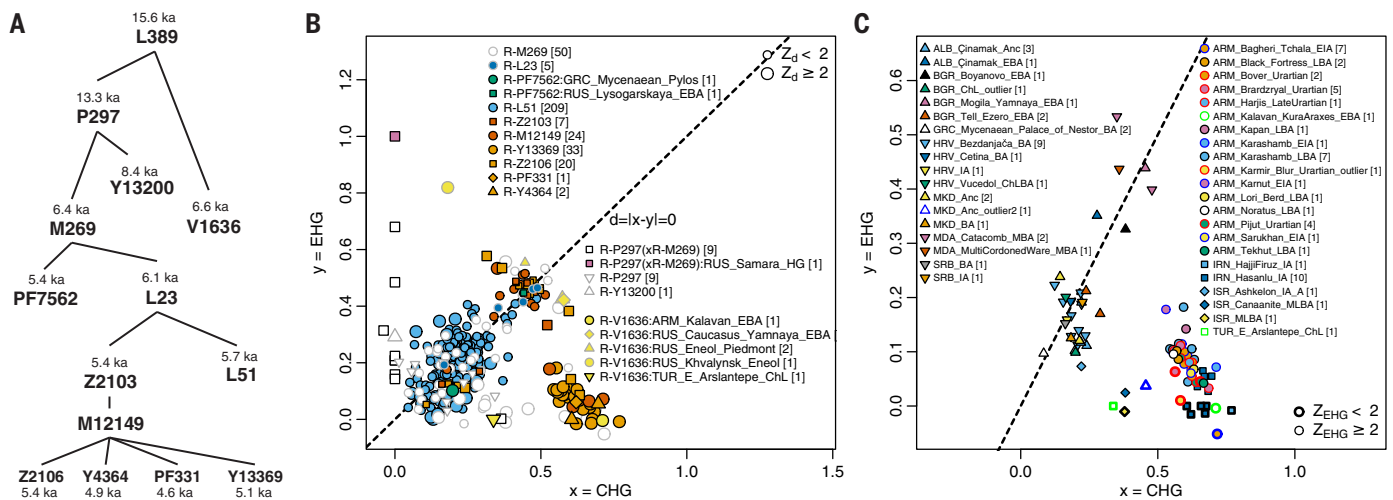 A
15.6 ka
L389
13.3 ka
P297
8.4 ka
Y13200
6.6 ka
V1636
6.4 ka
M269
5.4 ka
PF7562
6.1 ka
L23
5.4 ka
Z2103
5.7 ka
L51
M12149
Z2106
5.4 ka
Y4364
4.9 ka
PF331
4.6 ka
Y13369
5.1 ka
B
y = EHG
0.0
0.2
0.4
0.6
0.8
1.0
1.2
R-M269 [50]
R-L23 [5]
R-PF7562:GRC_Mycenaean_Pylos [1]
R-PF7562:RUS_Lysogarskaya_EBA [1]
R-L51 [209]
R-Z2103 [7]
R-M12149 [24]
R-Y13369 [33]
R-Z2106 [20]
R-PF331 [1]
R-Y4364 [2]
Z_d < 2
Z_d ≥ 2
d=|x-y|=0
R-P297(xR-M269) [9]
R-P297(xR-M269):RUS_Samara_HG [1]
R-P297 [9]
R-Y13200 [1]
R-V1636:ARM_Kalavan_EBA [1]
R-V1636:RUS_Caucasus_Yamnaya_EBA
R-V1636:RUS_Eneol_Piedmont [2]
R-V1636:RUS_Khvalynsk_Eneol [1]
R-V1636:TUR_E_Arslantepe_ChL [1]
0.0
0.5
1.0
1.5
x = CHG
C
y = EHG
0.0
0.1
0.2
0.3
0.4
0.5
0.6
ALB_Çinamak_Anc [3]
ALB_Çinamak_EBA [1]
BGR_Boyanovo_EBA [1]
BGR_ChL_outlier [1]
BGR_Mogila_Yamnaya_EBA [1]
BGR_Tell_Ezero_EBA [2]
GRC_Mycenaean_Palace_of_Nestor_BA [2]
HRV_Bezdanjača_BA [9]
HRV_Cetina_BA [1]
HRV_IA [1]
HRV_Vucedol_ChLBA [1]
MKD_Anc [2]
MKD_Anc_outlier2 [1]
MKD_BA [1]
MDA_Catacomb_MBA [2]
MDA_MultiCordonedWare_MBA [1]
SRB_BA [1]
SRB_IA [1]
ARM_Bagheri_Tchala_EIA [7]
ARM_Black_Fortress_LBA [2]
ARM_Bover_Urartian [2]
ARM_Brardzryal_Urartian [5]
ARM_Harjis_LateUrartian [1]
ARM_Kalavan_KuraAraxes_EBA [1]
ARM_Kapan_LBA [1]
ARM_Karashamb_EIA [1]
ARM_Karashamb_LBA [7]
ARM_Karmir_Blur_Urartian_outlier [1]
ARM_Karnut_EIA [1]
ARM_Lori_Berd_LBA [1]
ARM_Noratus_LBA [1]
ARM_Pijut_Urartian [4]
ARM_Sarukhan_EIA [1]
ARM_Tekhut_LBA [1]
IRN_HajjiFiruz_IA [1]
IRN_Hasanlu_IA [10]
ISR_Ashkelon_IA_A [1]
ISR_Canaanite_MLBA [1]
ISR_MLBA [1]
TUR_E_Arslantepe_ChL [1]
Z_EHG < 2
Z_EHG ≥ 2
0.0
0.5
1.0
x = CHG